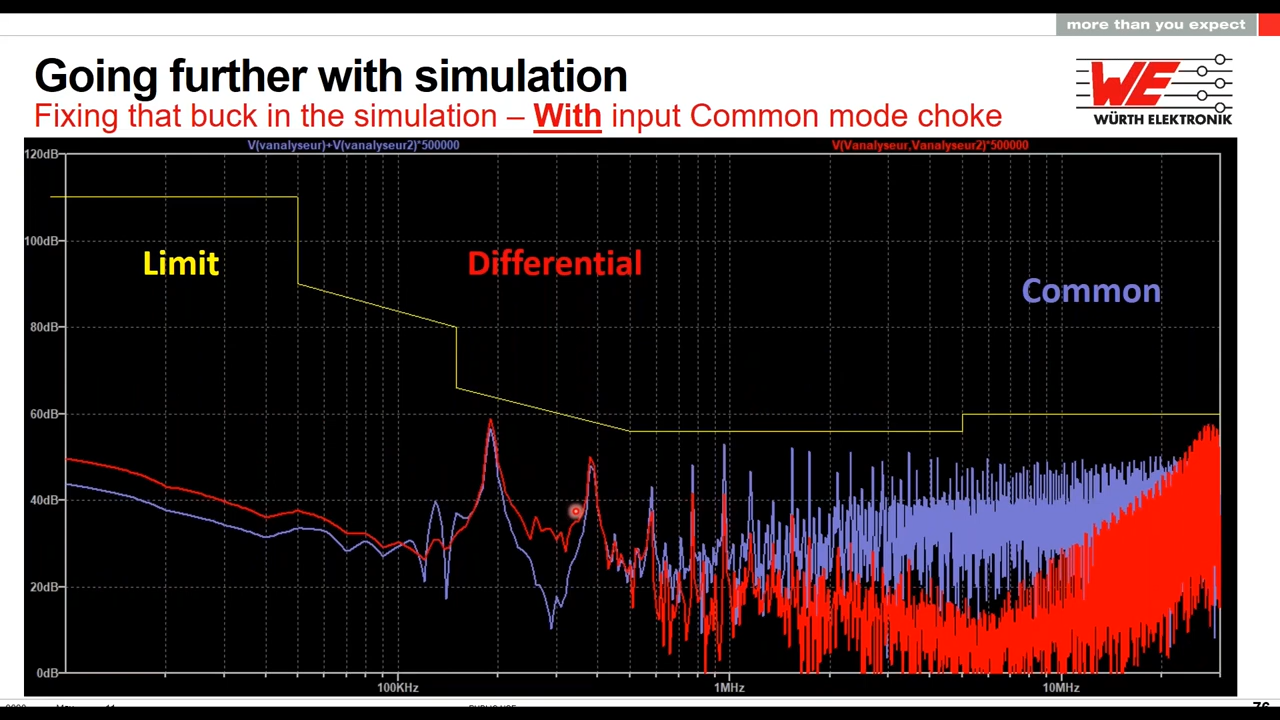 more than you expect
Going further with simulation
Fixing that buck in the simulation – With input Common mode choke
WE
WÜRTH ELEKTRONIK
V(vanalyseur)+V(vanalyseur2)*500000
V(Vanalyseur,Vanalyseur2)*500000
120dB
100dB
80dB
60dB
40dB
20dB
0dB
Limit
Differential
Common
100KHz
1MHz
10MHz
76